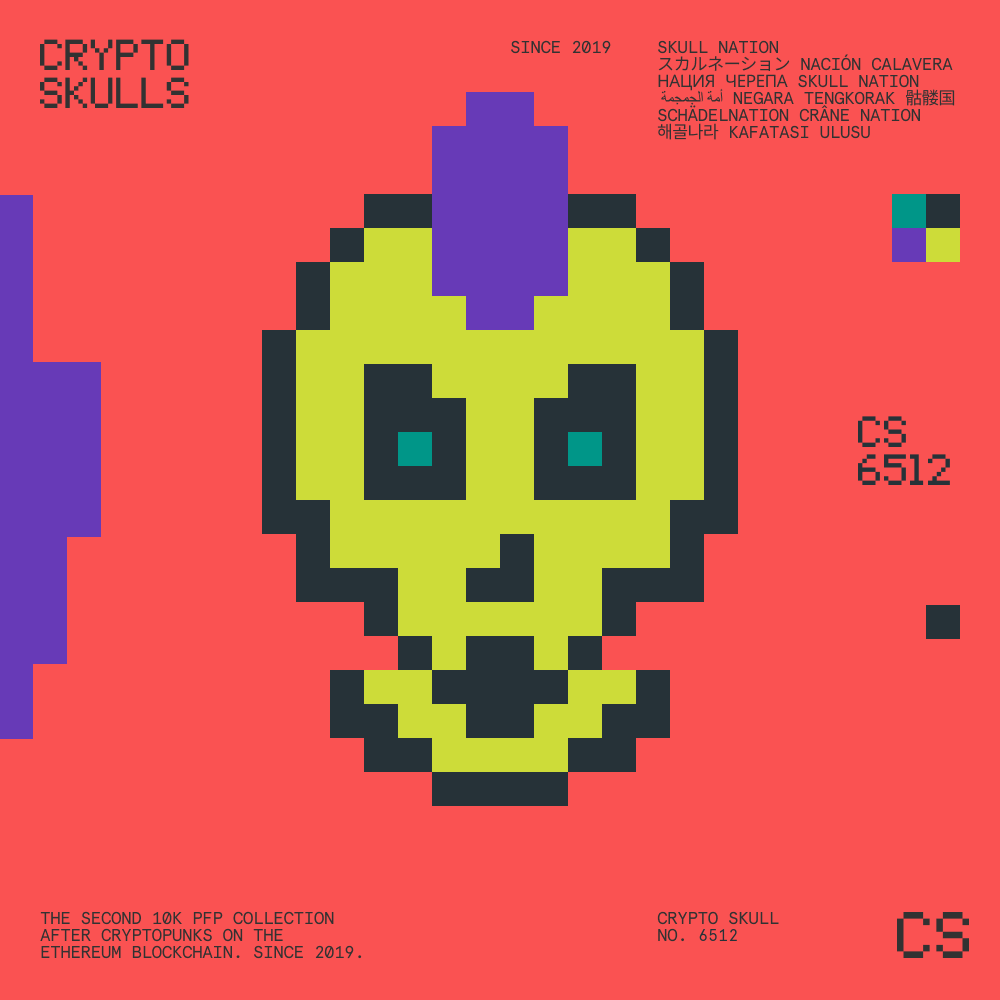 CRYPTO
SKULLS
SINCE 2019
SKULL NATION
スカルネーション NACIÓN CALAVERA
НАЦИЯ ЧЕРЕПА SKULL NATION
أمة الجمجمة NEGARA TENGKORAK 骷髅国
SCHÄDELNATION CRÂNE NATION
해골나라 KAFATASI ULUSU
CS
6512
THE SECOND 10K PFP COLLECTION
AFTER CRYPTOPUNKS ON THE
ETHEREUM BLOCKCHAIN. SINCE 2019.
CRYPTO SKULL
NO. 6512
CS